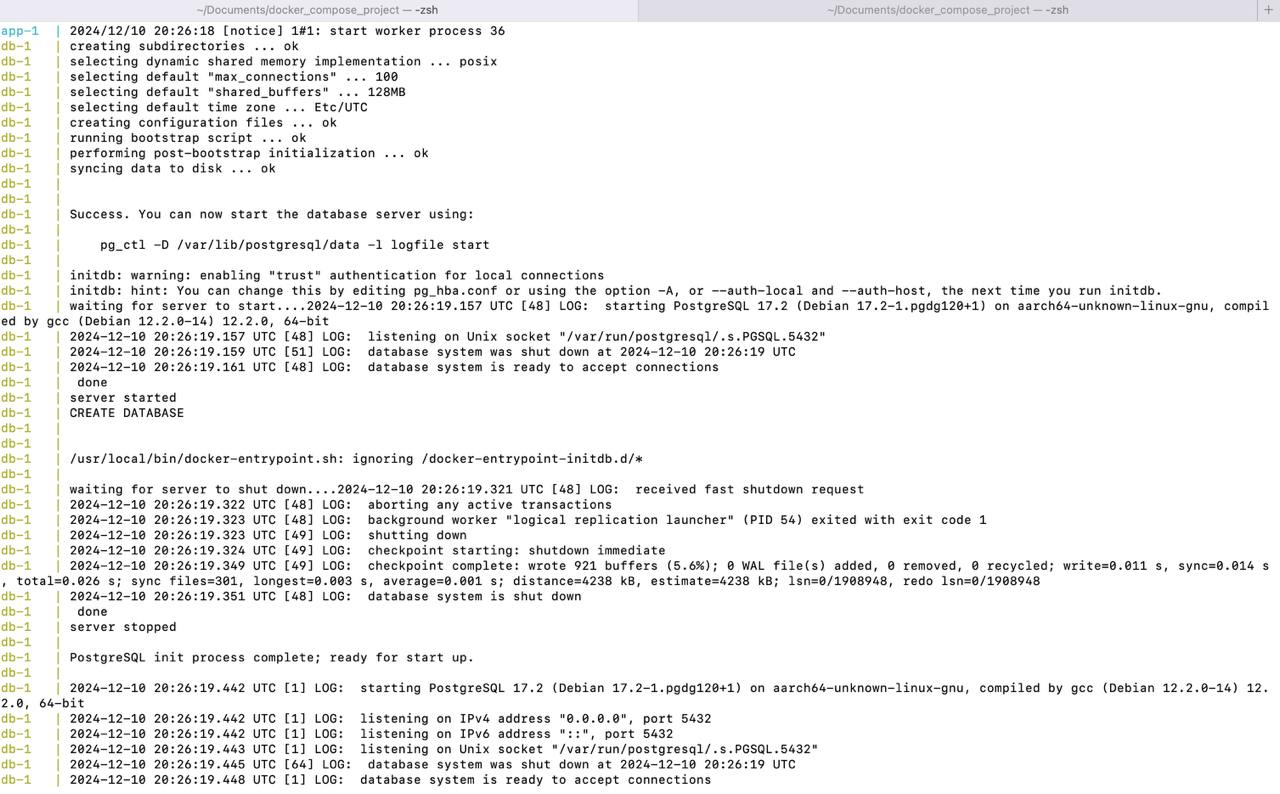 ~/Documents/docker_compose_project — -zsh
~/Documents/docker_compose_project — -zsh
+
app-1  | 2024/12/10 20:26:18 [notice] 1#1: start worker process 36
db-1   | creating subdirectories ... ok
db-1   | selecting dynamic shared memory implementation ... posix
db-1   | selecting default "max_connections" ... 100
db-1   | selecting default "shared_buffers" ... 128MB
db-1   | selecting default time zone ... Etc/UTC
db-1   | creating configuration files ... ok
db-1   | running bootstrap script ... ok
db-1   | performing post-bootstrap initialization ... ok
db-1   | syncing data to disk ... ok
db-1   |
db-1   |
db-1   | Success. You can now start the database server using:
db-1   |
db-1   |     pg_ctl -D /var/lib/postgresql/data -l logfile start
db-1   |
db-1   | initdb: warning: enabling "trust" authentication for local connections
db-1   | initdb: hint: You can change this by editing pg_hba.conf or using the option -A, or --auth-local and --auth-host, the next time you run initdb.
db-1   | waiting for server to start....2024-12-10 20:26:19.157 UTC [48] LOG:  starting PostgreSQL 17.2 (Debian 17.2-1.pgdg120+1) on aarch64-unknown-linux-gnu, compil
ed by gcc (Debian 12.2.0-14) 12.2.0, 64-bit
db-1   | 2024-12-10 20:26:19.157 UTC [48] LOG:  listening on Unix socket "/var/run/postgresql/.s.PGSQL.5432"
db-1   | 2024-12-10 20:26:19.159 UTC [51] LOG:  database system was shut down at 2024-12-10 20:26:19 UTC
db-1   | 2024-12-10 20:26:19.161 UTC [48] LOG:  database system is ready to accept connections
db-1   |  done
db-1   | server started
db-1   | CREATE DATABASE
db-1   |
db-1   |
db-1   | /usr/local/bin/docker-entrypoint.sh: ignoring /docker-entrypoint-initdb.d/*
db-1   |
db-1   | waiting for server to shut down....2024-12-10 20:26:19.321 UTC [48] LOG:  received fast shutdown request
db-1   | 2024-12-10 20:26:19.322 UTC [48] LOG:  aborting any active transactions
db-1   | 2024-12-10 20:26:19.323 UTC [48] LOG:  background worker "logical replication launcher" (PID 54) exited with exit code 1
db-1   | 2024-12-10 20:26:19.323 UTC [49] LOG:  shutting down
db-1   | 2024-12-10 20:26:19.324 UTC [49] LOG:  checkpoint starting: shutdown immediate
db-1   | 2024-12-10 20:26:19.349 UTC [49] LOG:  checkpoint complete: wrote 921 buffers (5.6%); 0 WAL file(s) added, 0 removed, 0 recycled; write=0.011 s, sync=0.014 s
, total=0.026 s; sync files=301, longest=0.003 s, average=0.001 s; distance=4238 kB, estimate=4238 kB; lsn=0/1908948, redo lsn=0/1908948
db-1   | 2024-12-10 20:26:19.351 UTC [48] LOG:  database system is shut down
db-1   |  done
db-1   | server stopped
db-1   |
db-1   | PostgreSQL init process complete; ready for start up.
db-1   |
db-1   | 2024-12-10 20:26:19.442 UTC [1] LOG:  starting PostgreSQL 17.2 (Debian 17.2-1.pgdg120+1) on aarch64-unknown-linux-gnu, compiled by gcc (Debian 12.2.0-14) 12.
2.0, 64-bit
db-1   | 2024-12-10 20:26:19.442 UTC [1] LOG:  listening on IPv4 address "0.0.0.0", port 5432
db-1   | 2024-12-10 20:26:19.442 UTC [1] LOG:  listening on IPv6 address "::", port 5432
db-1   | 2024-12-10 20:26:19.443 UTC [1] LOG:  listening on Unix socket "/var/run/postgresql/.s.PGSQL.5432"
db-1   | 2024-12-10 20:26:19.445 UTC [64] LOG:  database system was shut down at 2024-12-10 20:26:19 UTC
db-1   | 2024-12-10 20:26:19.448 UTC [1] LOG:  database system is ready to accept connections